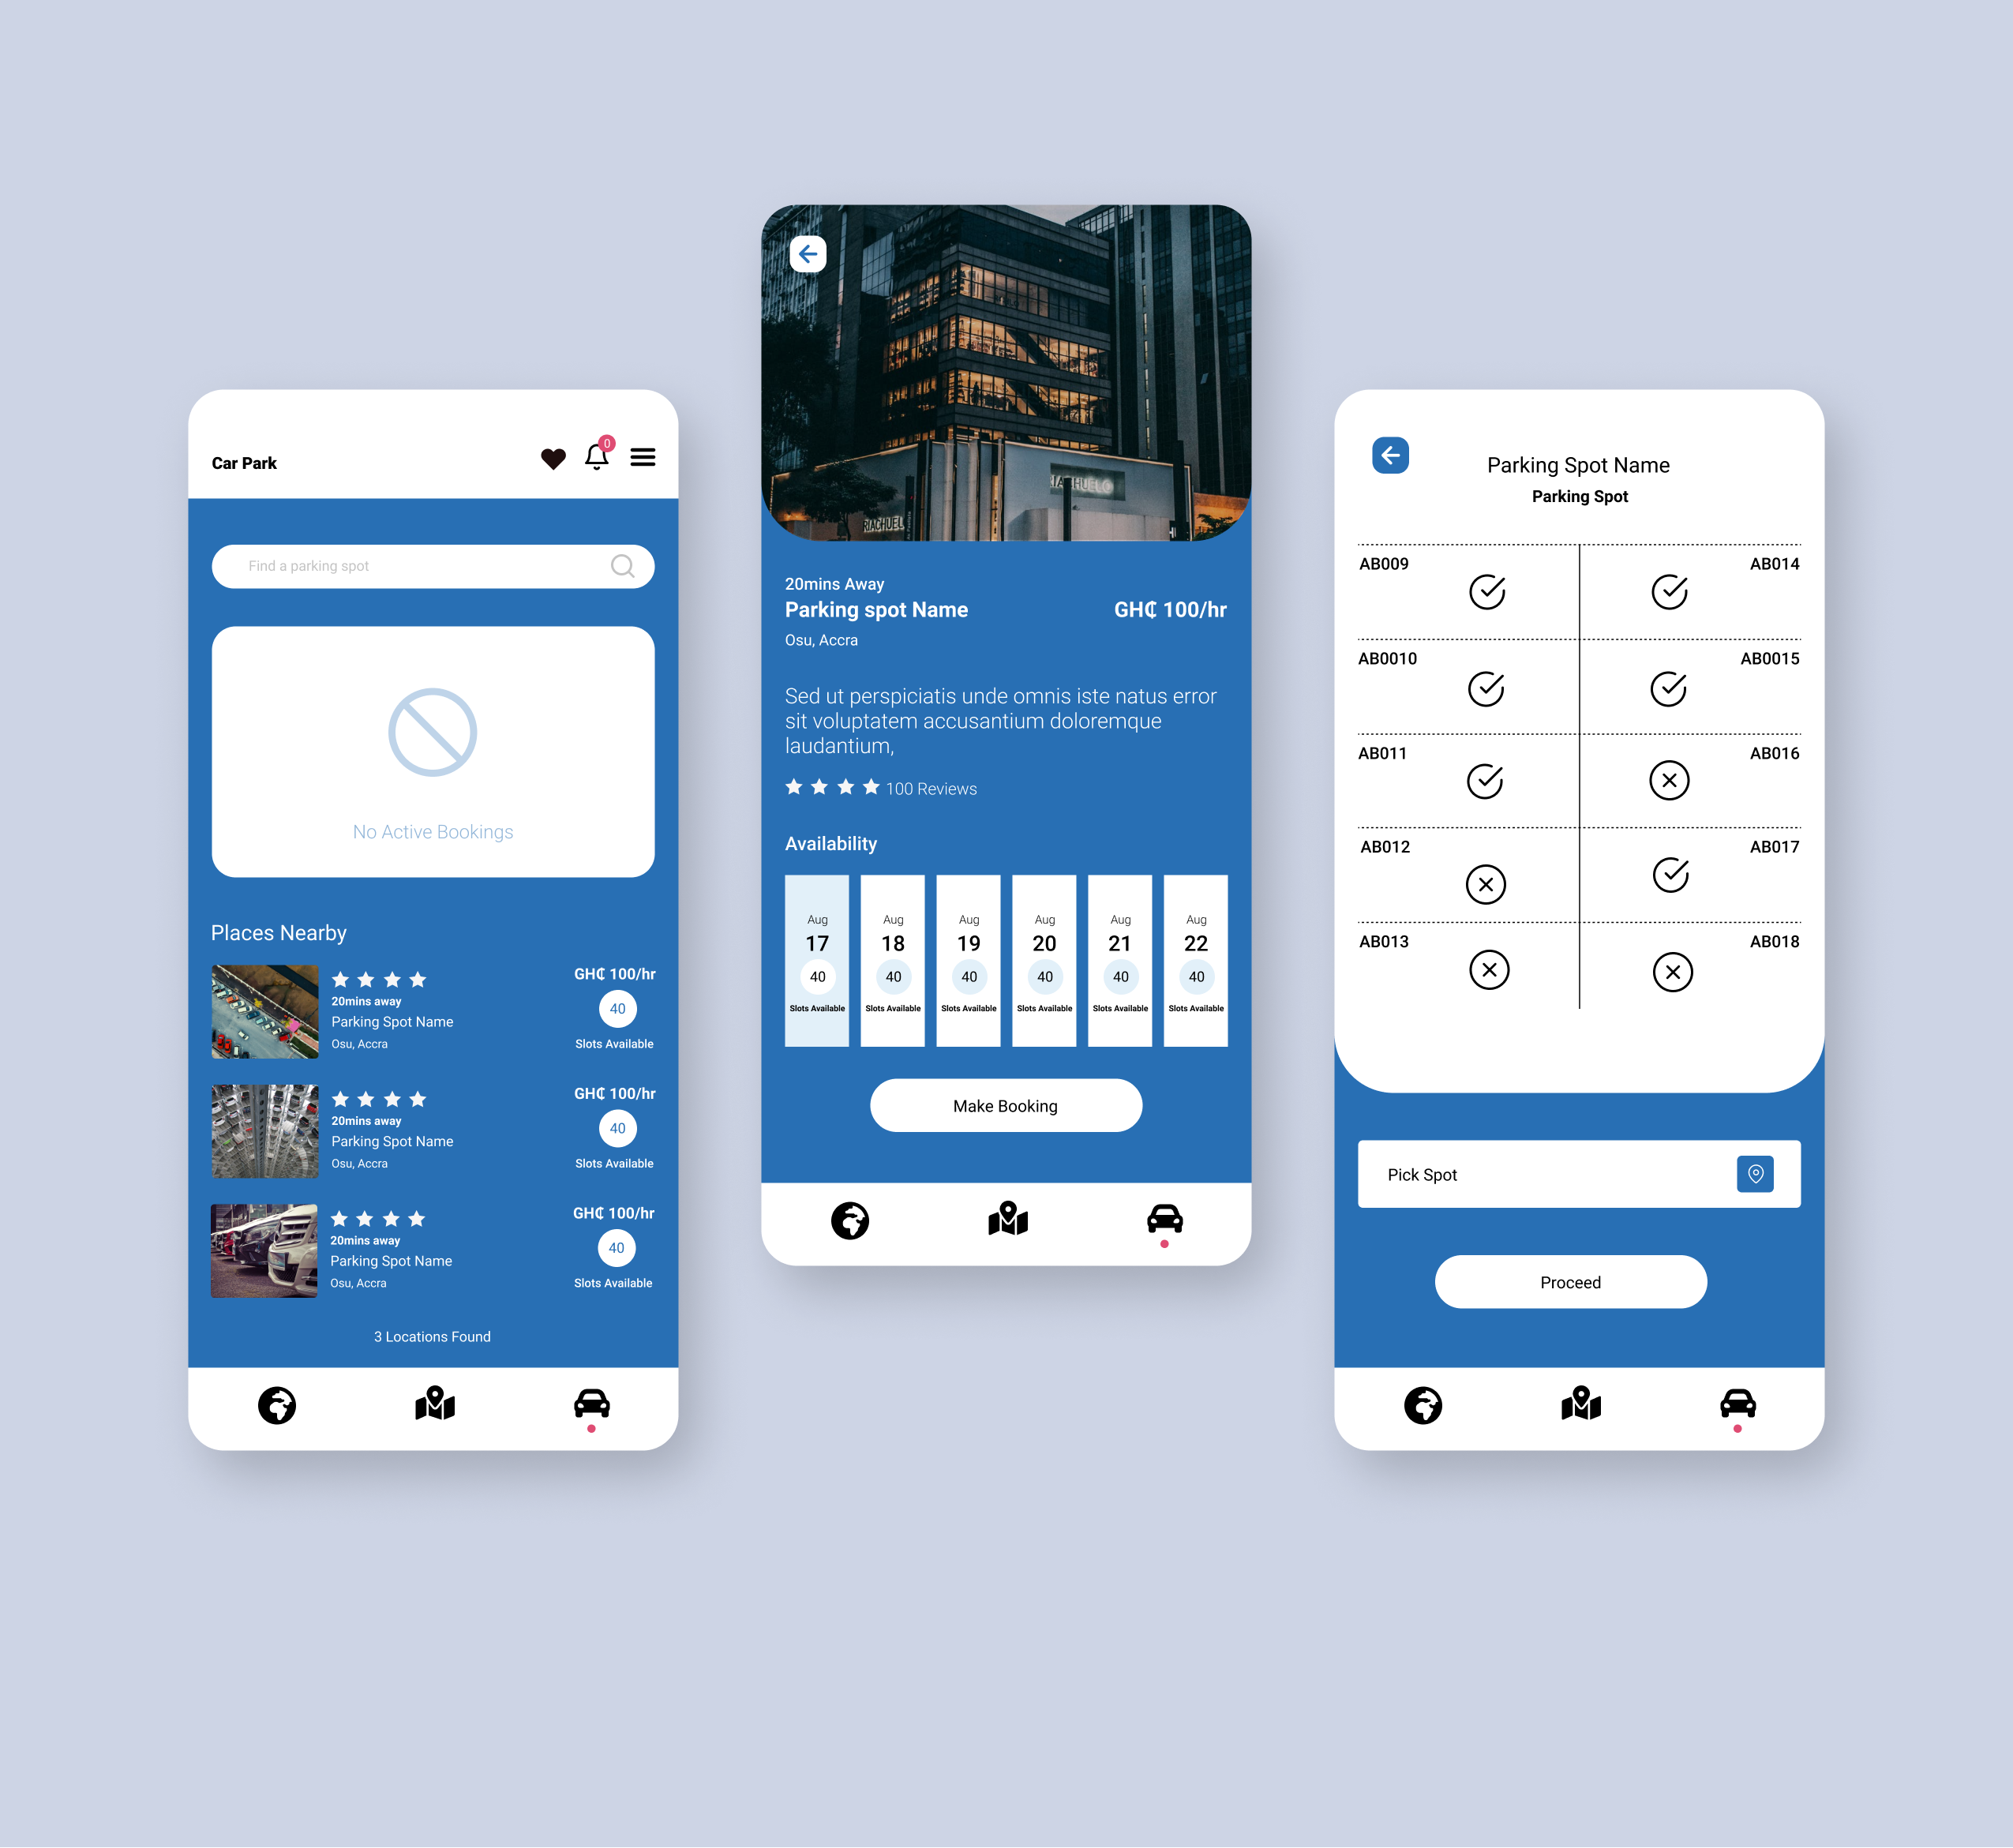 Car Park
0
Find a parking spot
No Active Bookings
Places Nearby
GH₵ 100/hr
20mins away
40
Parking Spot Name
Osu, Accra
Slots Available
GH₵ 100/hr
20mins away
40
Parking Spot Name
Osu, Accra
Slots Available
GH₵ 100/hr
20mins away
40
Parking Spot Name
Osu, Accra
Slots Available
3 Locations Found
RIACHUELO
RIACHUELO
20mins Away
Parking spot Name
GH₵ 100/hr
Osu, Accra
Sed ut perspiciatis unde omnis iste natus error
sit voluptatem accusantium doloremque
laudantium,
100 Reviews
Availability
Aug
17
40
Slots Available
Aug
18
40
Slots Available
Aug
19
40
Slots Available
Aug
20
40
Slots Available
Aug
21
40
Slots Available
Aug
22
40
Slots Available
Make Booking
Parking Spot Name
Parking Spot
AB009
AB014
AB0010
AB0015
AB011
AB016
AB012
AB017
AB013
AB018
Pick Spot
Proceed